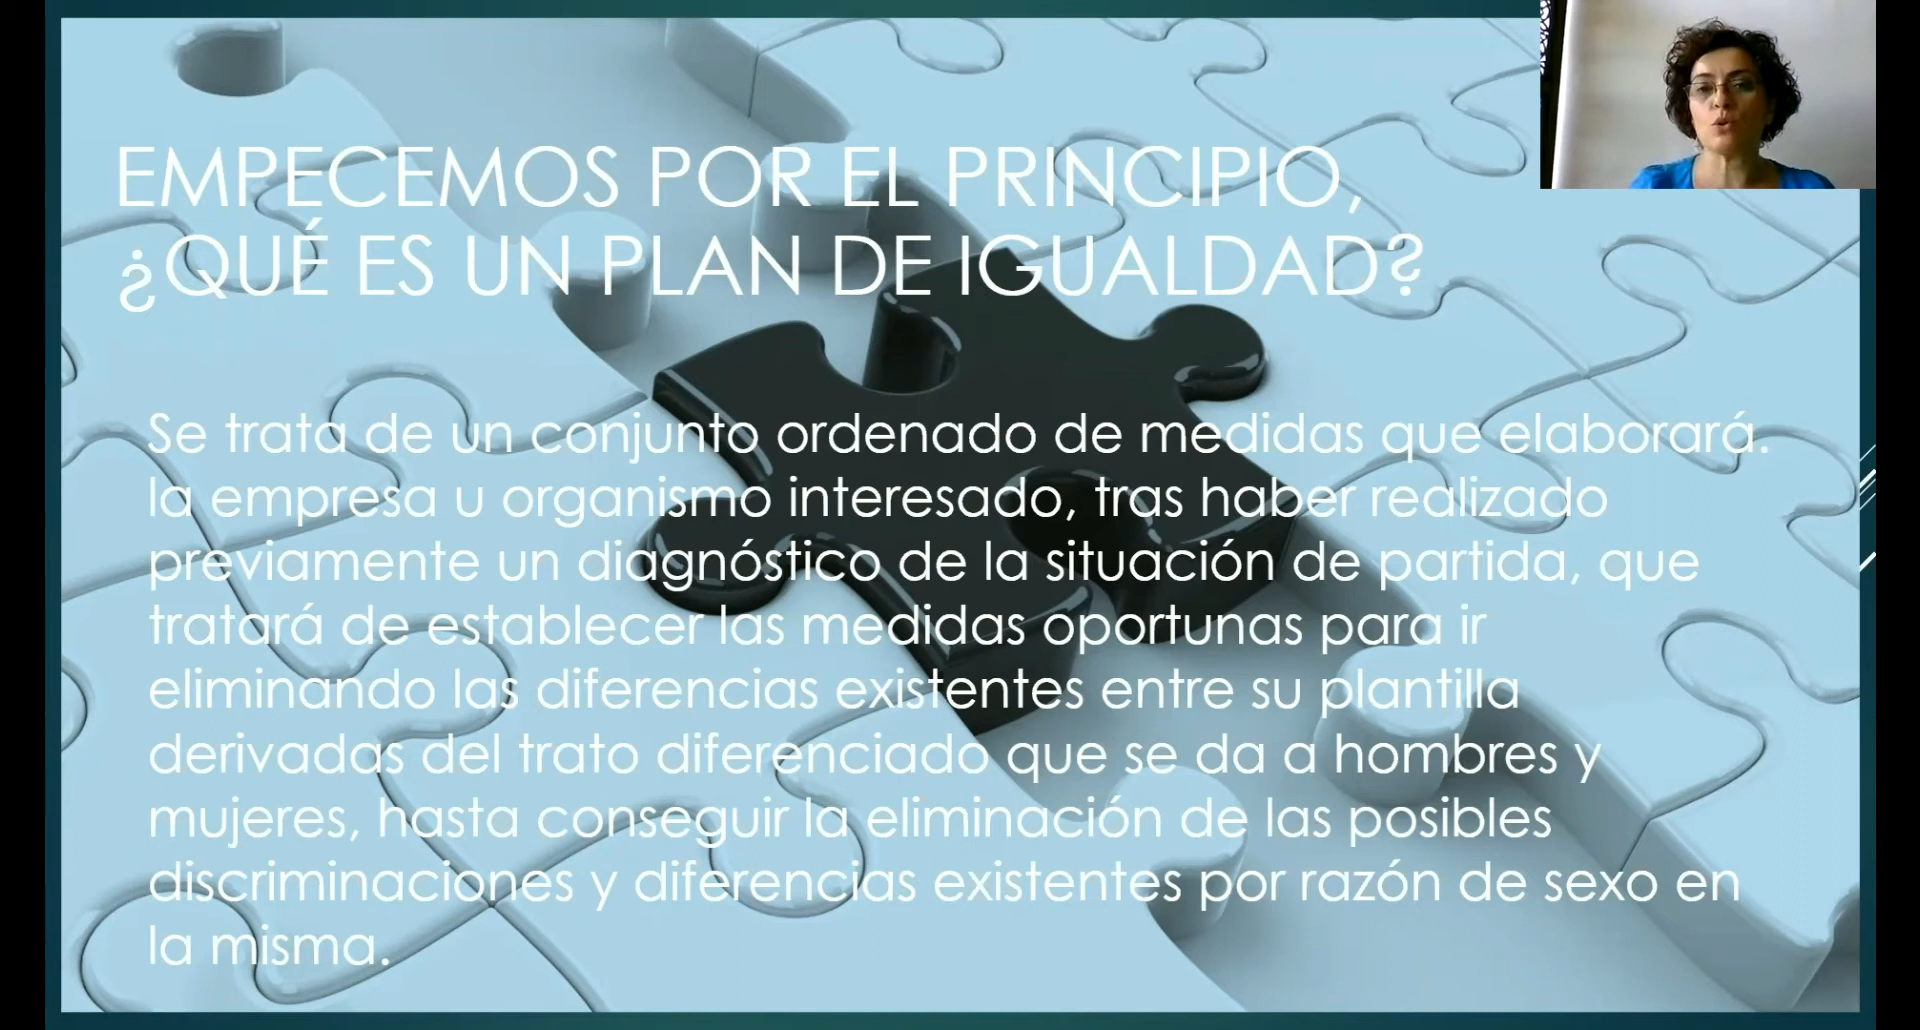 EMPECEMOS POR EL PRINCIPIO,
¿QUÉ ES UN PLAN DE IGUALDAD?
Se trata de un conjunto ordenado de medidas que elaborará.
la empresa u organismo interesado, tras haber realizado
previamente un diagnóstico de la situación de partida, que
tratará de establecer las medidas oportunas para ir
eliminando las diferencias existentes entre su plantilla
derivadas del trato diferenciado que se da a hombres y
mujeres, hasta conseguir la eliminación de las posibles
discriminaciones y diferencias existentes por razón de sexo en
la misma.